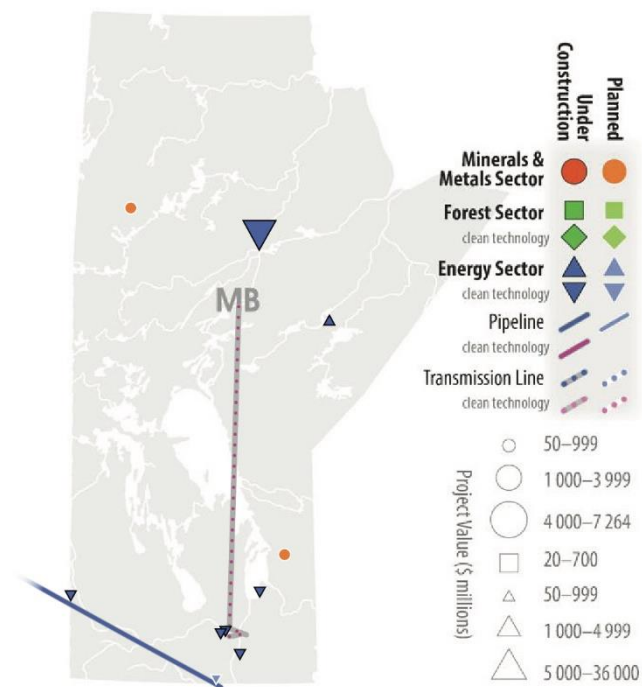 Under
Construction
Planned
Minerals &
Metals Sector
Forest Sector
clean technology
Energy Sector
clean technology
MB
Pipeline
clean technology
Transmission Line
clean technology
Project Value ($ millions)
50–999
1 000–3 999
4 000–7 264
20–700
50–999
1 000–4 999
5 000–36 000